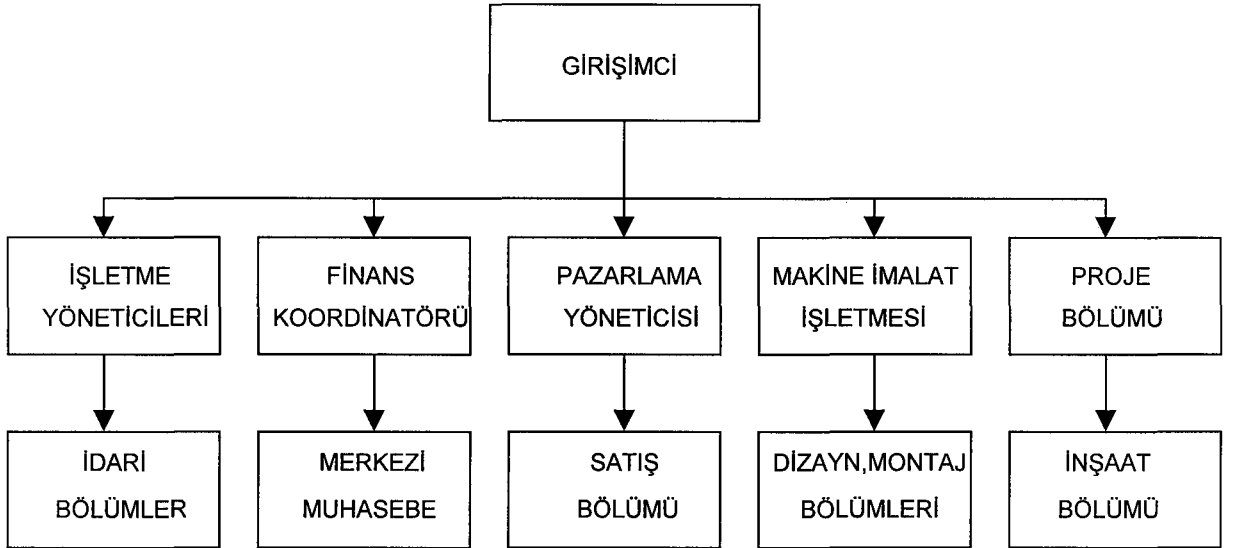 GİRİŞİMCİ
İŞLETME
YÖNETİCİLERİ
FİNANS
KOORDİNATÖRÜ
PAZARLAMA
YÖNETİCİSİ
MAKİNE İMALAT
İŞLETMESİ
PROJE
BÖLÜMÜ
İDARİ
BÖLÜMLER
MERKEZİ
MUHASEBE
SATIŞ
BÖLÜMÜ
DİZAYN,MONTAJ
BÖLÜMLERİ
İNŞAAT
BÖLÜMÜ